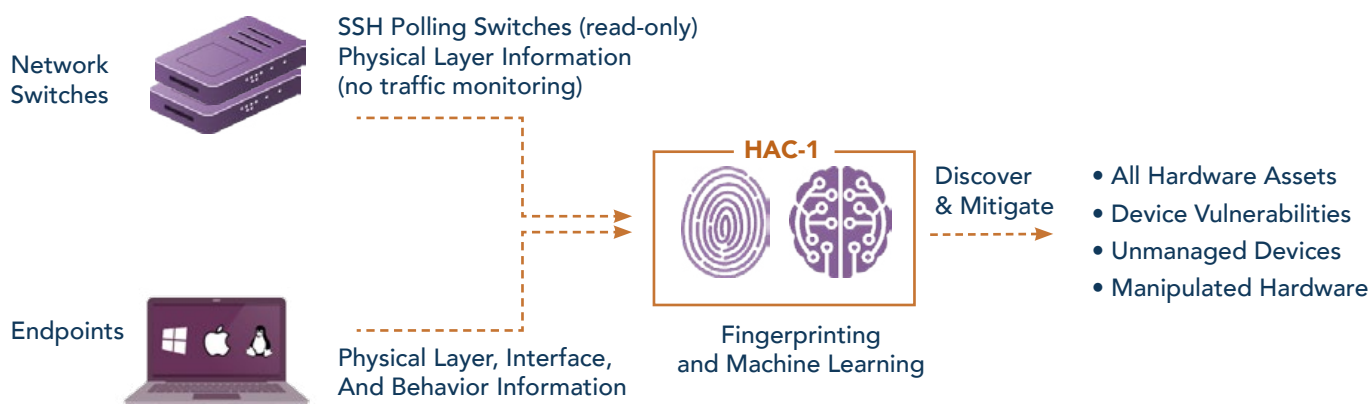 Network
Switches
SSH Polling Switches (read-only)
Physical Layer Information
(no traffic monitoring)
HAC-1
Discover
& Mitigate
• All Hardware Assets
• Device Vulnerabilities
• Unmanaged Devices
• Manipulated Hardware
Endpoints
Physical Layer, Interface,
And Behavior Information
Fingerprinting
and Machine Learning